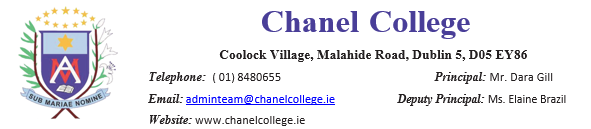 Chanel College
Coolock Village, Malahide Road, Dublin 5, D05 EY86
Telephone: ( 01) 8480655 Principal: Mr. Dara Gill
Email: adminteam@chanelcollege.ie Deputy Principal: Ms. Elaine Brazil
Website: www.chanelcollege.ie
SUB MARIAE NOMINE